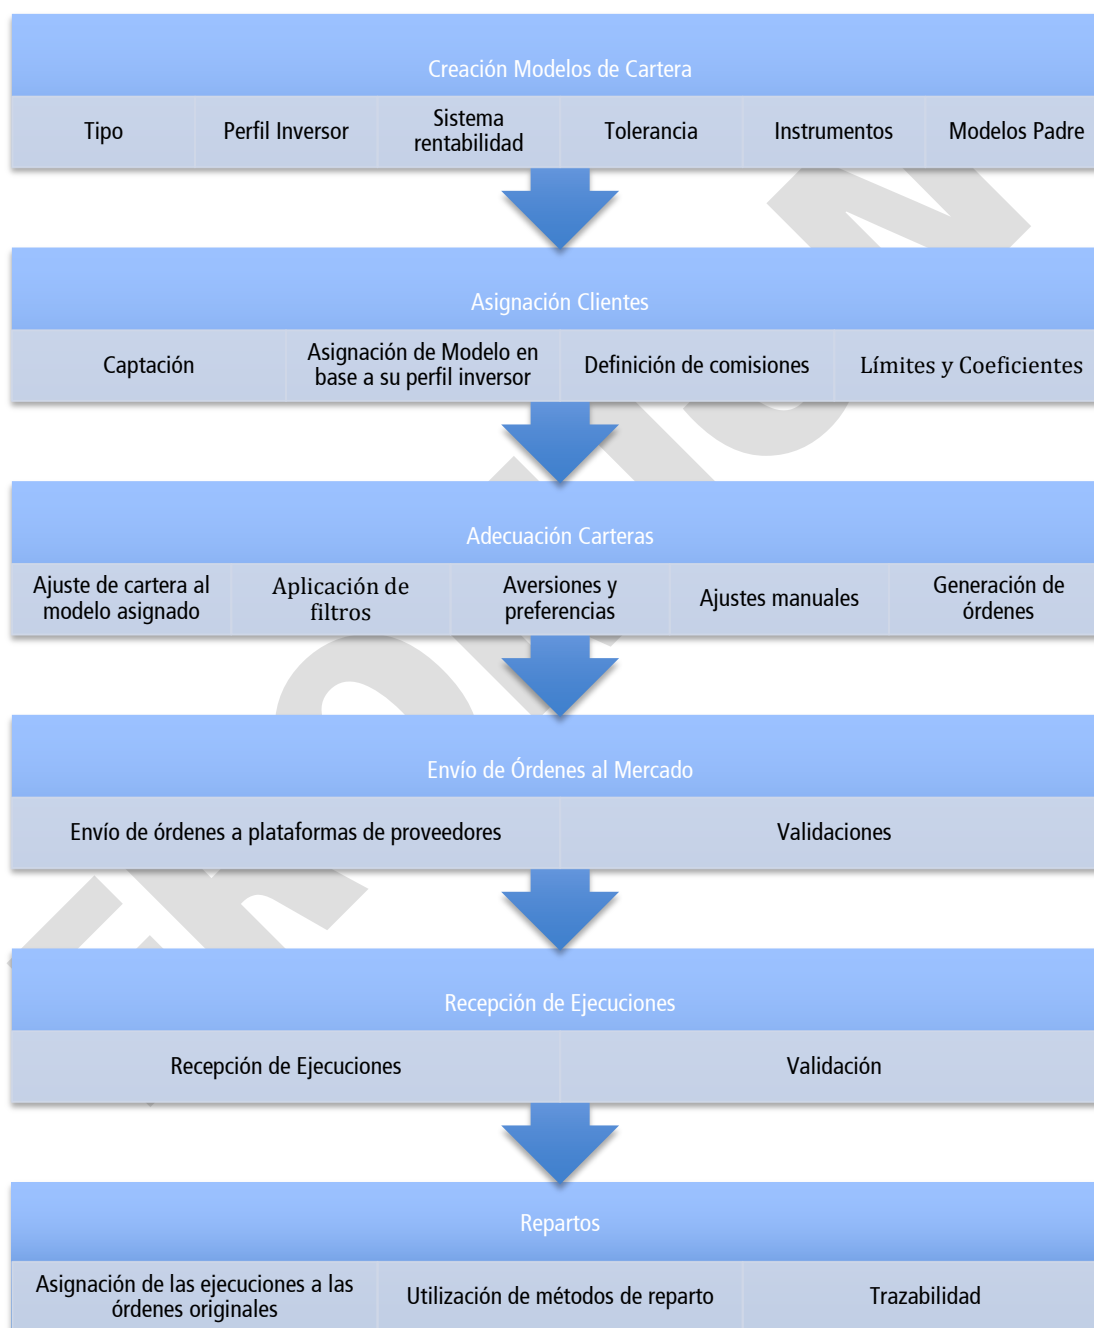 Creación Modelos de Cartera
Tipo
Perfil Inversor
Sistema
rentabilidad
Tolerancia
Instrumentos
Modelos Padre
Asignación Clientes
Captación
Asignación de Modelo en
base a su perfil inversor
Definición de comisiones
Límites y Coeficientes
Adecuación Carteras
Ajuste de cartera al
modelo asignado
Aplicación de
filtros
Aversiones y
preferencias
Ajustes manuales
Generación de
órdenes
Envío de Órdenes al Mercado
Envío de órdenes a plataformas de proveedores
Validaciones
Recepción de Ejecuciones
Recepción de Ejecuciones
Validación
Repartos
Asignación de las ejecuciones a las
órdenes originales
Utilización de métodos de reparto
Trazabilidad